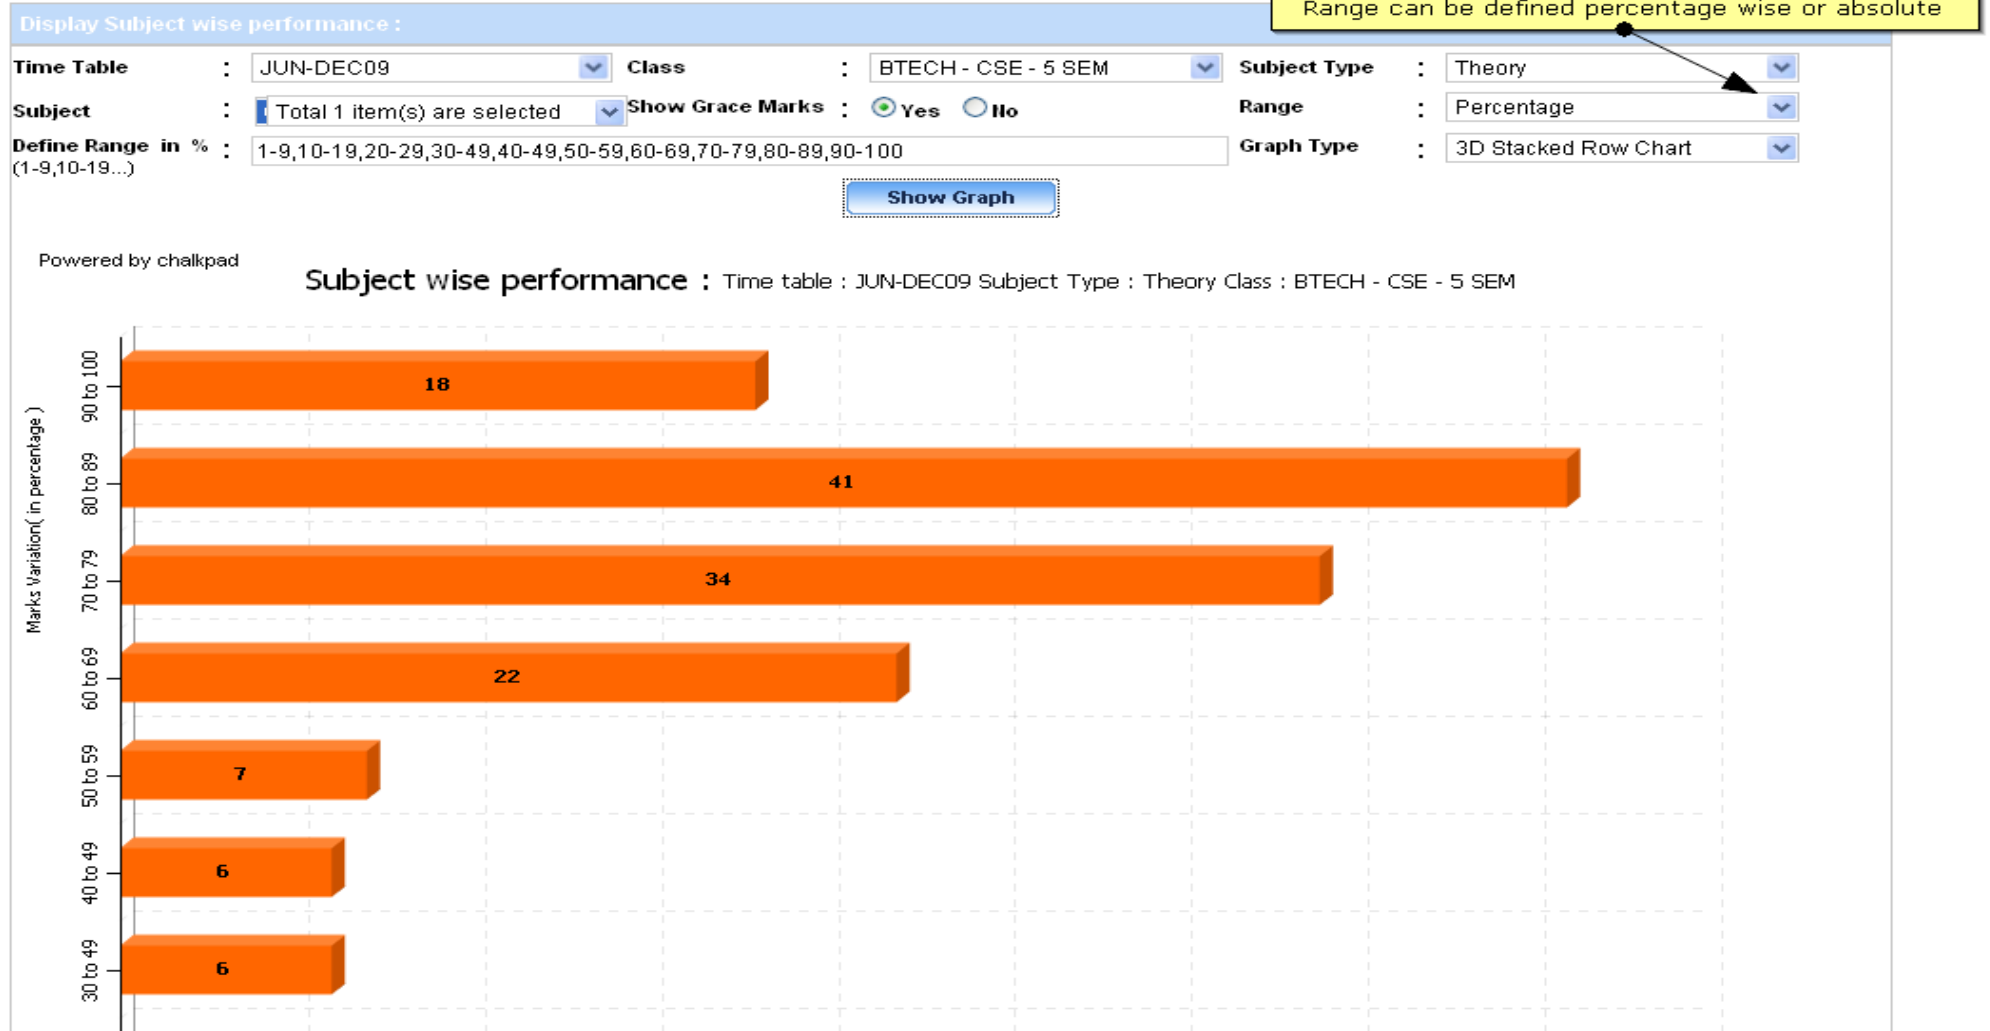 Range can be defined percentage wise or absolute
Display Subject wise performance :
Time Table : JUN-DEC09 Class : BTECH - CSE - 5 SEM Subject Type : Theory
Subject : Total 1 item(s) are selected Show Grace Marks : Yes No Range : Percentage
Define Range in % : 1-9,10-19,20-29,30-49,40-49,50-59,60-69,70-79,80-89,90-100 Graph Type : 3D Stacked Row Chart
(1-9,10-19...)
Show Graph
Powered by chalkpad
Subject wise performance : Time table : JUN-DEC09 Subject Type : Theory Class : BTECH - CSE - 5 SEM
Marks Variation( in percentage )
90 to 100 18
80 to 89 41
70 to 79 34
60 to 69 22
50 to 59 7
40 to 49 6
30 to 49 6